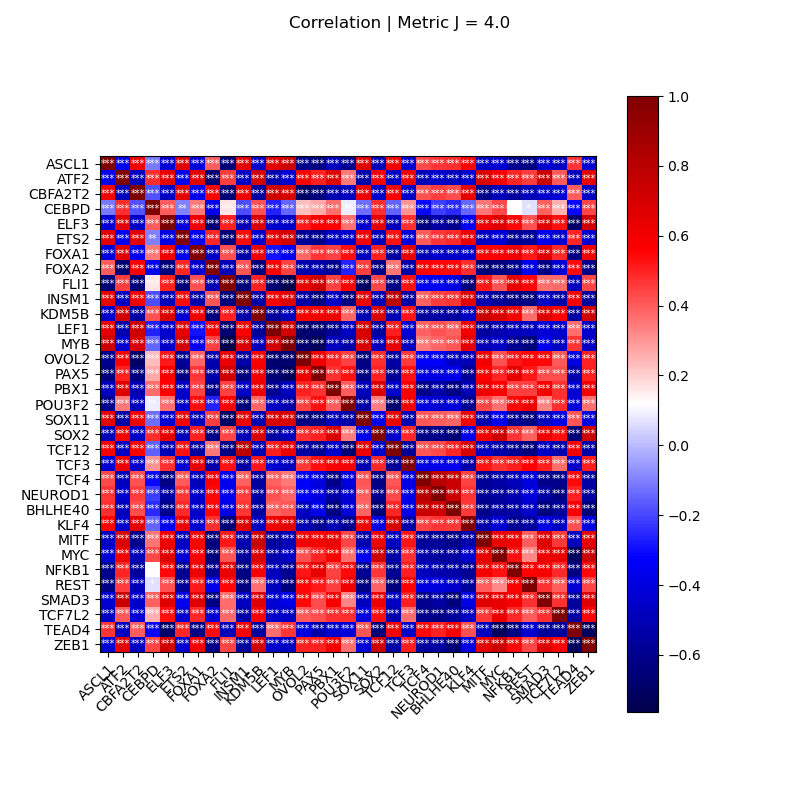 Correlation | Metric J = 4.0
ASCL1
ATF2
CBFA2T2
CEBPD
ELF3
ETS2
FOXA1
FOXA2
FLI1
INSM1
KDM5B
LEF1
MYB
OVOL2
PAX5
PBX1
POU3F2
SOX11
SOX2
TCF12
TCF3
TCF4
NEUROD1
BHLHE40
KLF4
MITF
MYC
NFKB1
REST
SMAD3
TCF7L2
TEAD4
ZEB1
ASCL1
ATF2
CBFA2T2
CEBPD
ELF3
ETS2
FOXA1
FOXA2
FLI1
INSM1
KDM5B
LEF1
MYB
OVOL2
PAX5
PBX1
POU3F2
SOX11
SOX2
TCF12
TCF3
TCF4
NEUROD1
BHLHE40
KLF4
MITF
MYC
NFKB1
REST
SMAD3
TCF7L2
TEAD4
ZEB1
1.0
0.8
0.6
0.4
0.2
0.0
−0.2
−0.4
−0.6